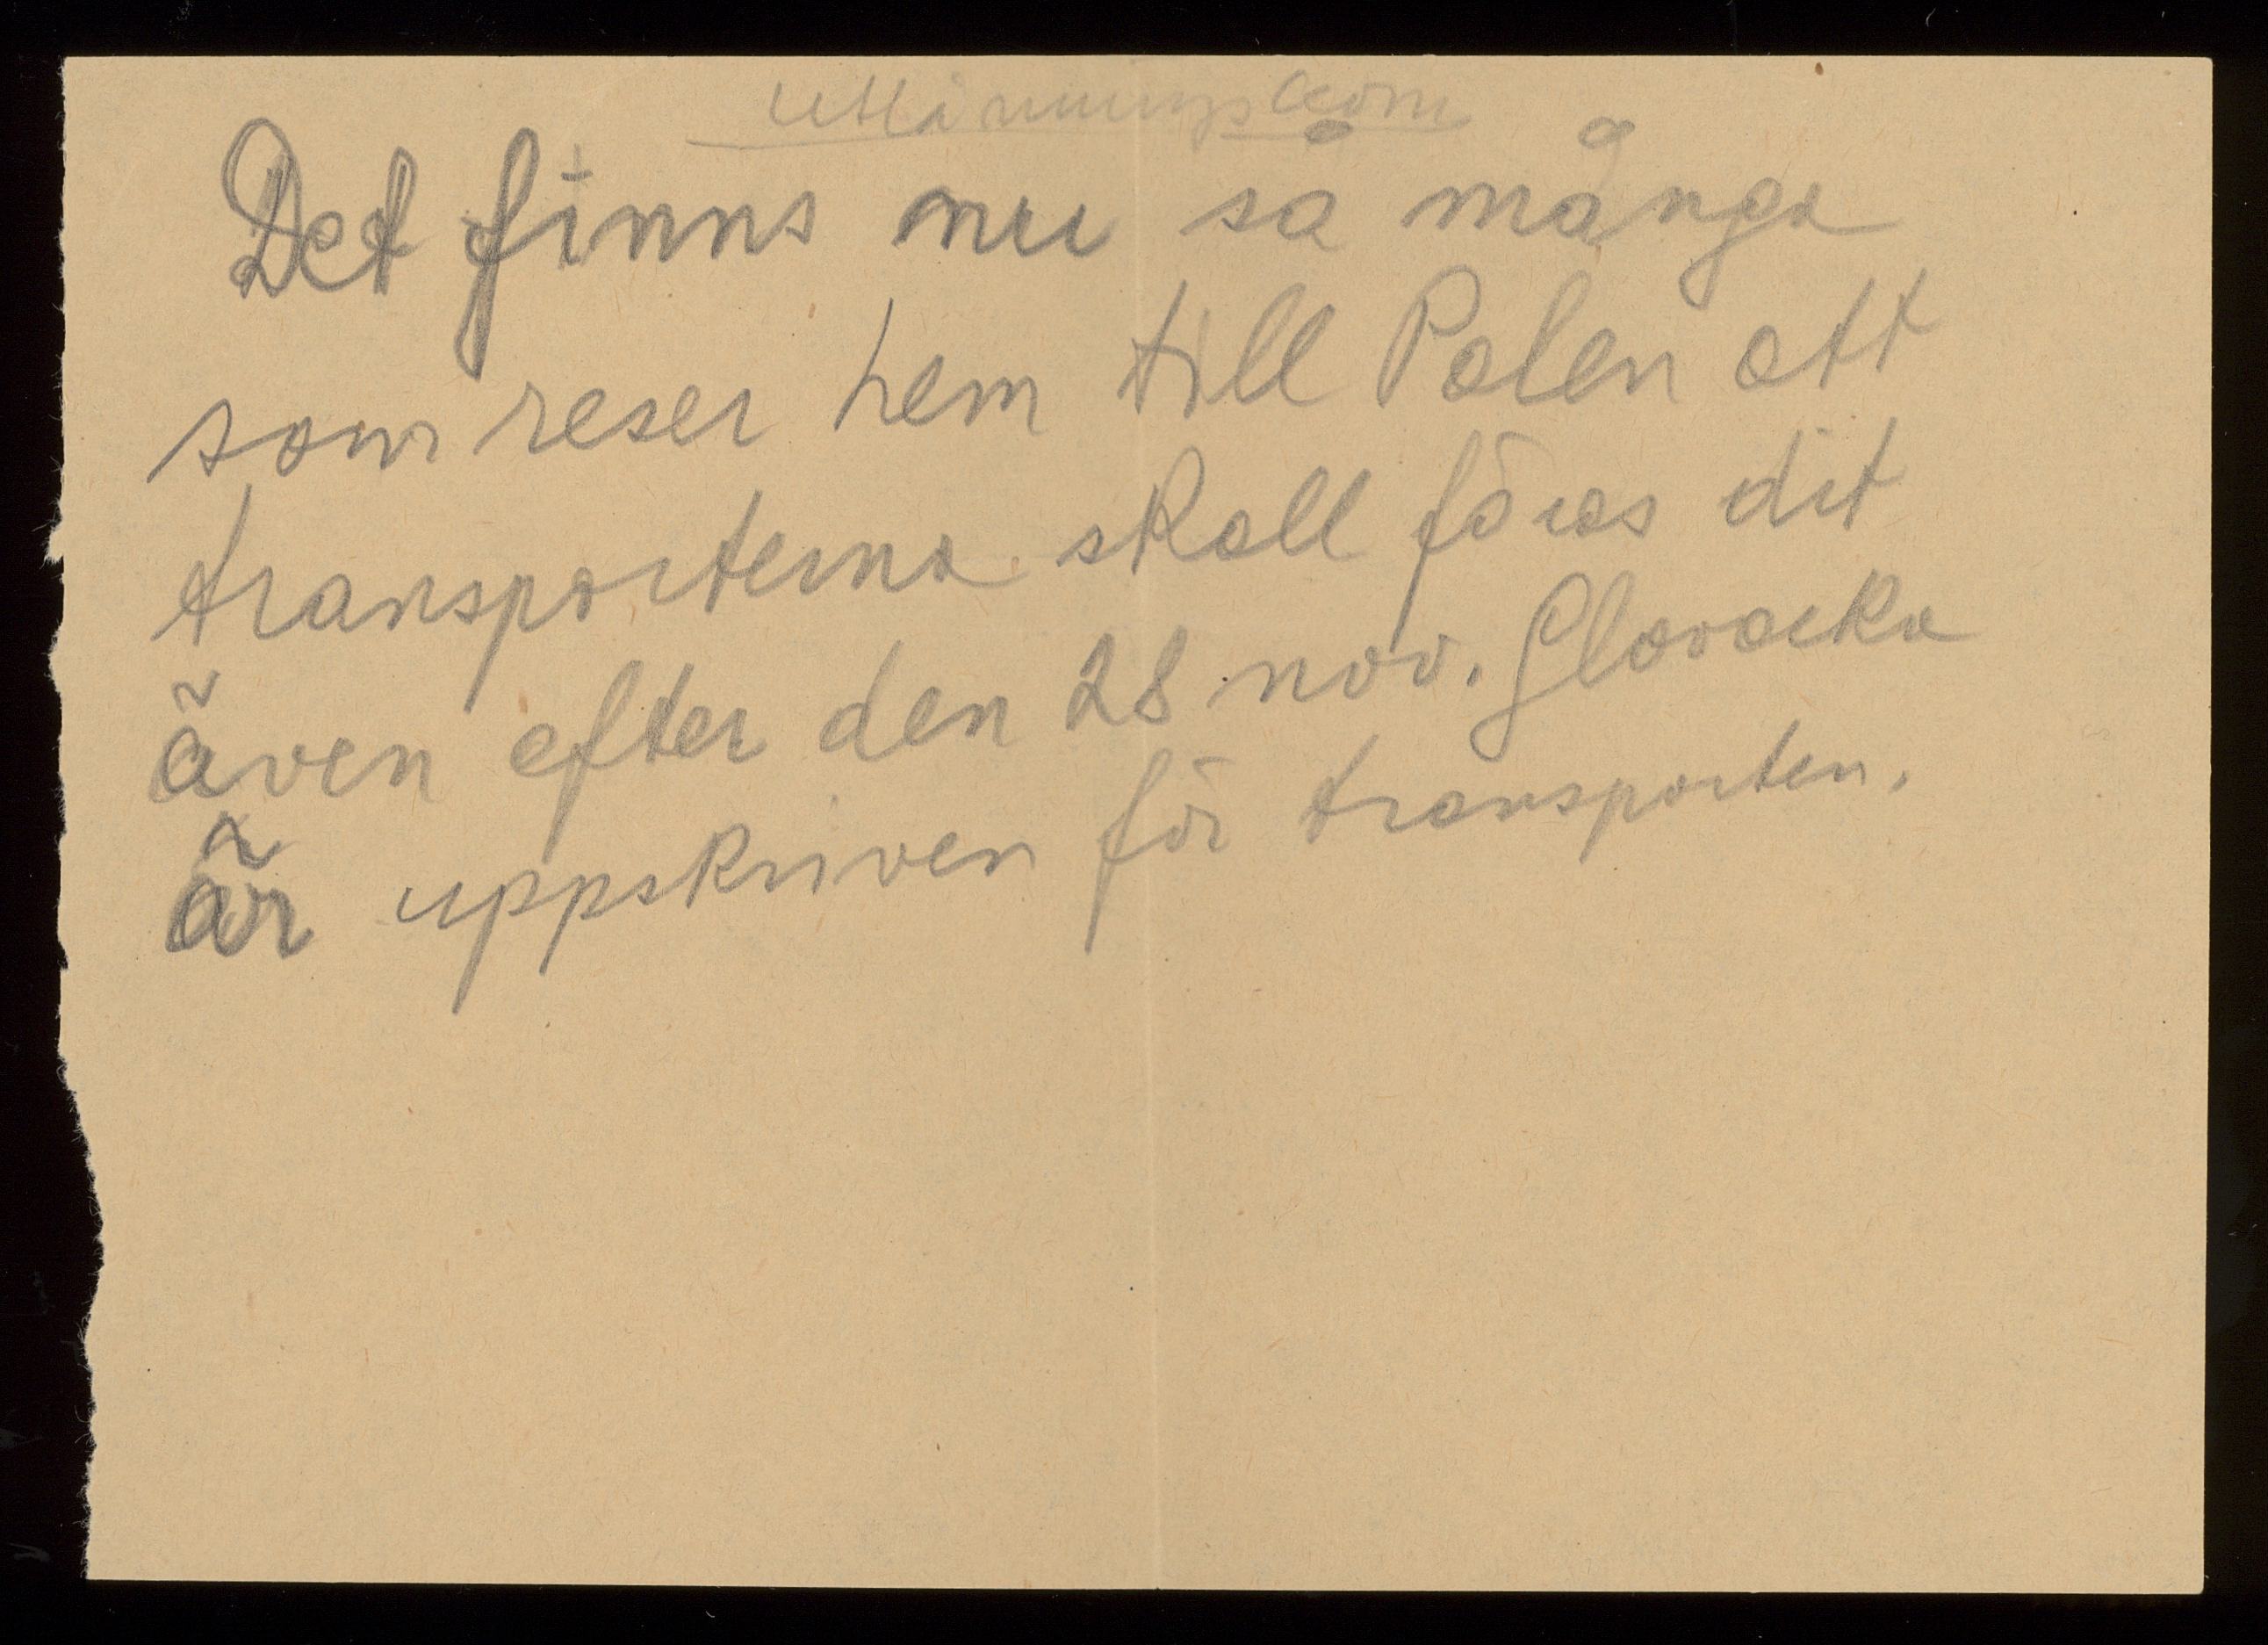 Det finns nu så många
som reser hem till Polen att
transporterna skall föras dit
även efter den 28 nov. Glovacka
är uppskriven för transporten.